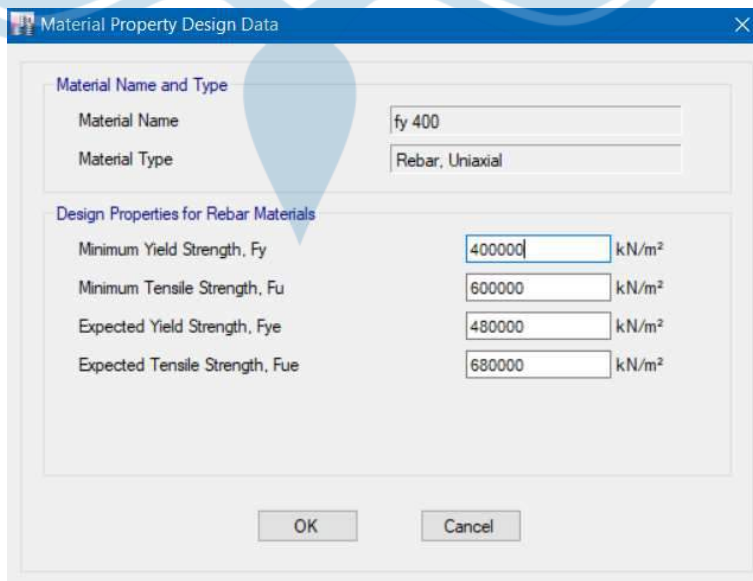 Material Property Design Data
Material Name and Type
Material Name fy 400
Material Type Rebar, Uniaxial
Design Properties for Rebar Materials
Minimum Yield Strength, Fy 400000 kN/m²
Minimum Tensile Strength, Fu 600000 kN/m²
Expected Yield Strength, Fye 480000 kN/m²
Expected Tensile Strength, Fue 680000 kN/m²
OK Cancel